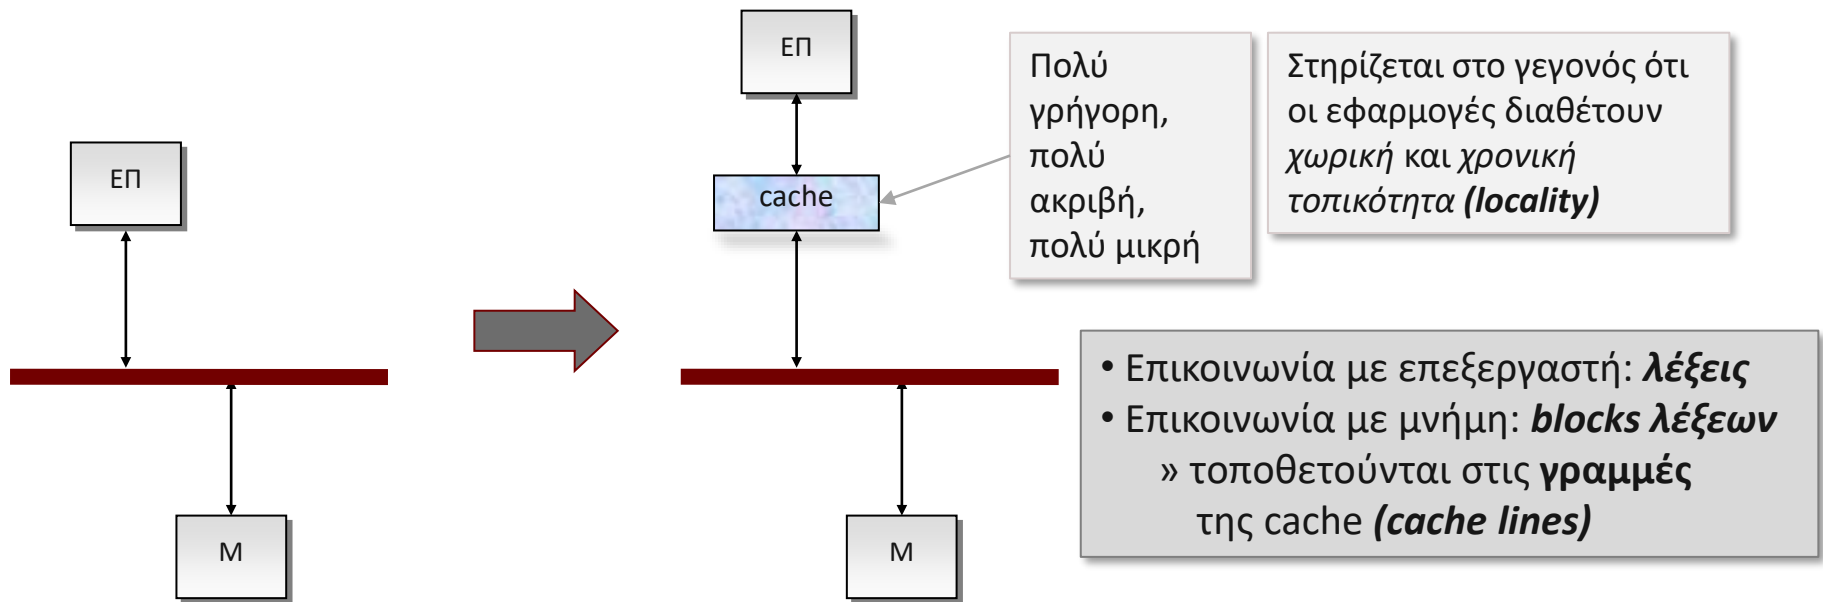 ΕΠ
Μ
ΕΠ
cache
Μ
Πολύ
γρήγορη,
πολύ
ακριβή,
πολύ μικρή
Στηρίζεται στο γεγονός ότι
οι εφαρμογές διαθέτουν
χωρική και χρονική
τοπικότητα (locality)
• Επικοινωνία με επεξεργαστή: λέξεις
• Επικοινωνία με μνήμη: blocks λέξεων
» τοποθετούνται στις γραμμές
της cache (cache lines)